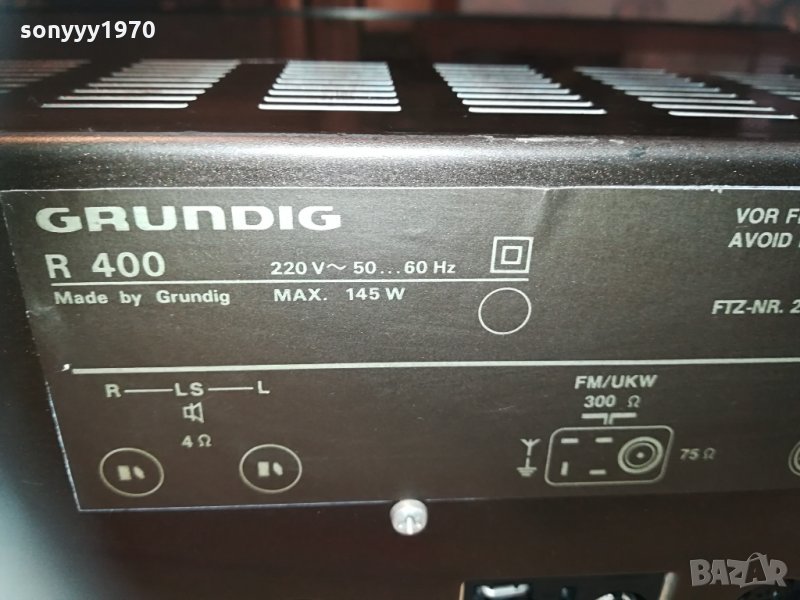 sonyyy1970
GRUNDIG
R 400
220 V~ 50...60 Hz
Made by Grundig
MAX. 145 W
VOR
AVOID
FTZ-NR. 2
R—LS—L
4 Ω
FM/UKW
300 Ω
75 Ω
BAZAR